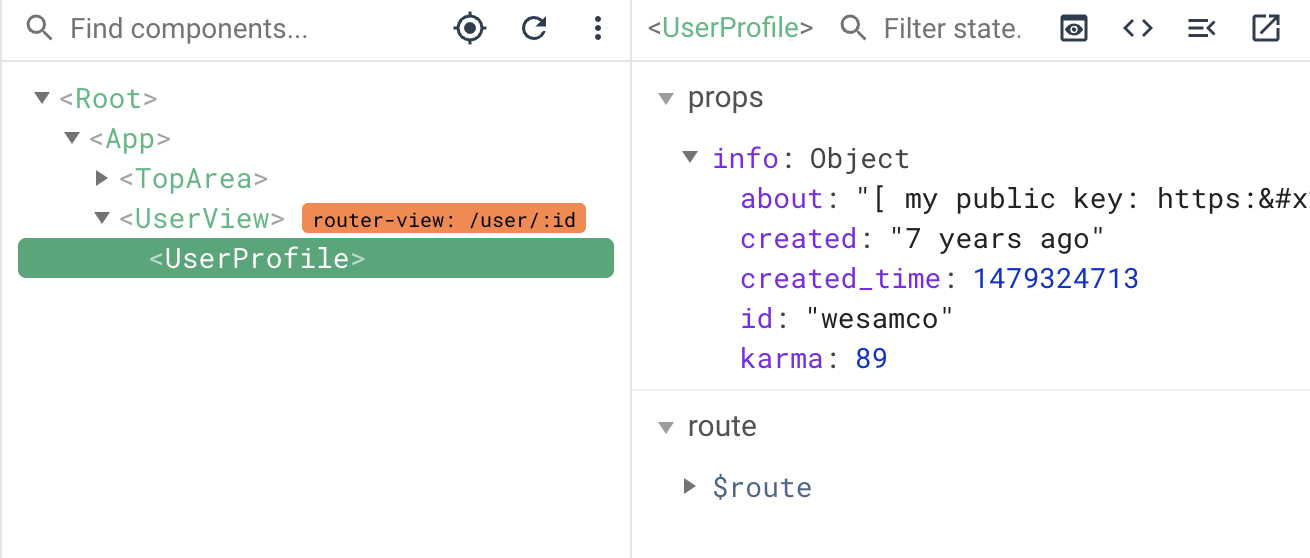 Find components...
<Root>
<App>
<TopArea>
<UserView> router-view: /user/:id
<UserProfile>
<UserProfile> Filter state.
props
info: Object
about: "[ my public key: https:&#x
created: "7 years ago"
created_time: 1479324713
id: "wesamco"
karma: 89
route
$route